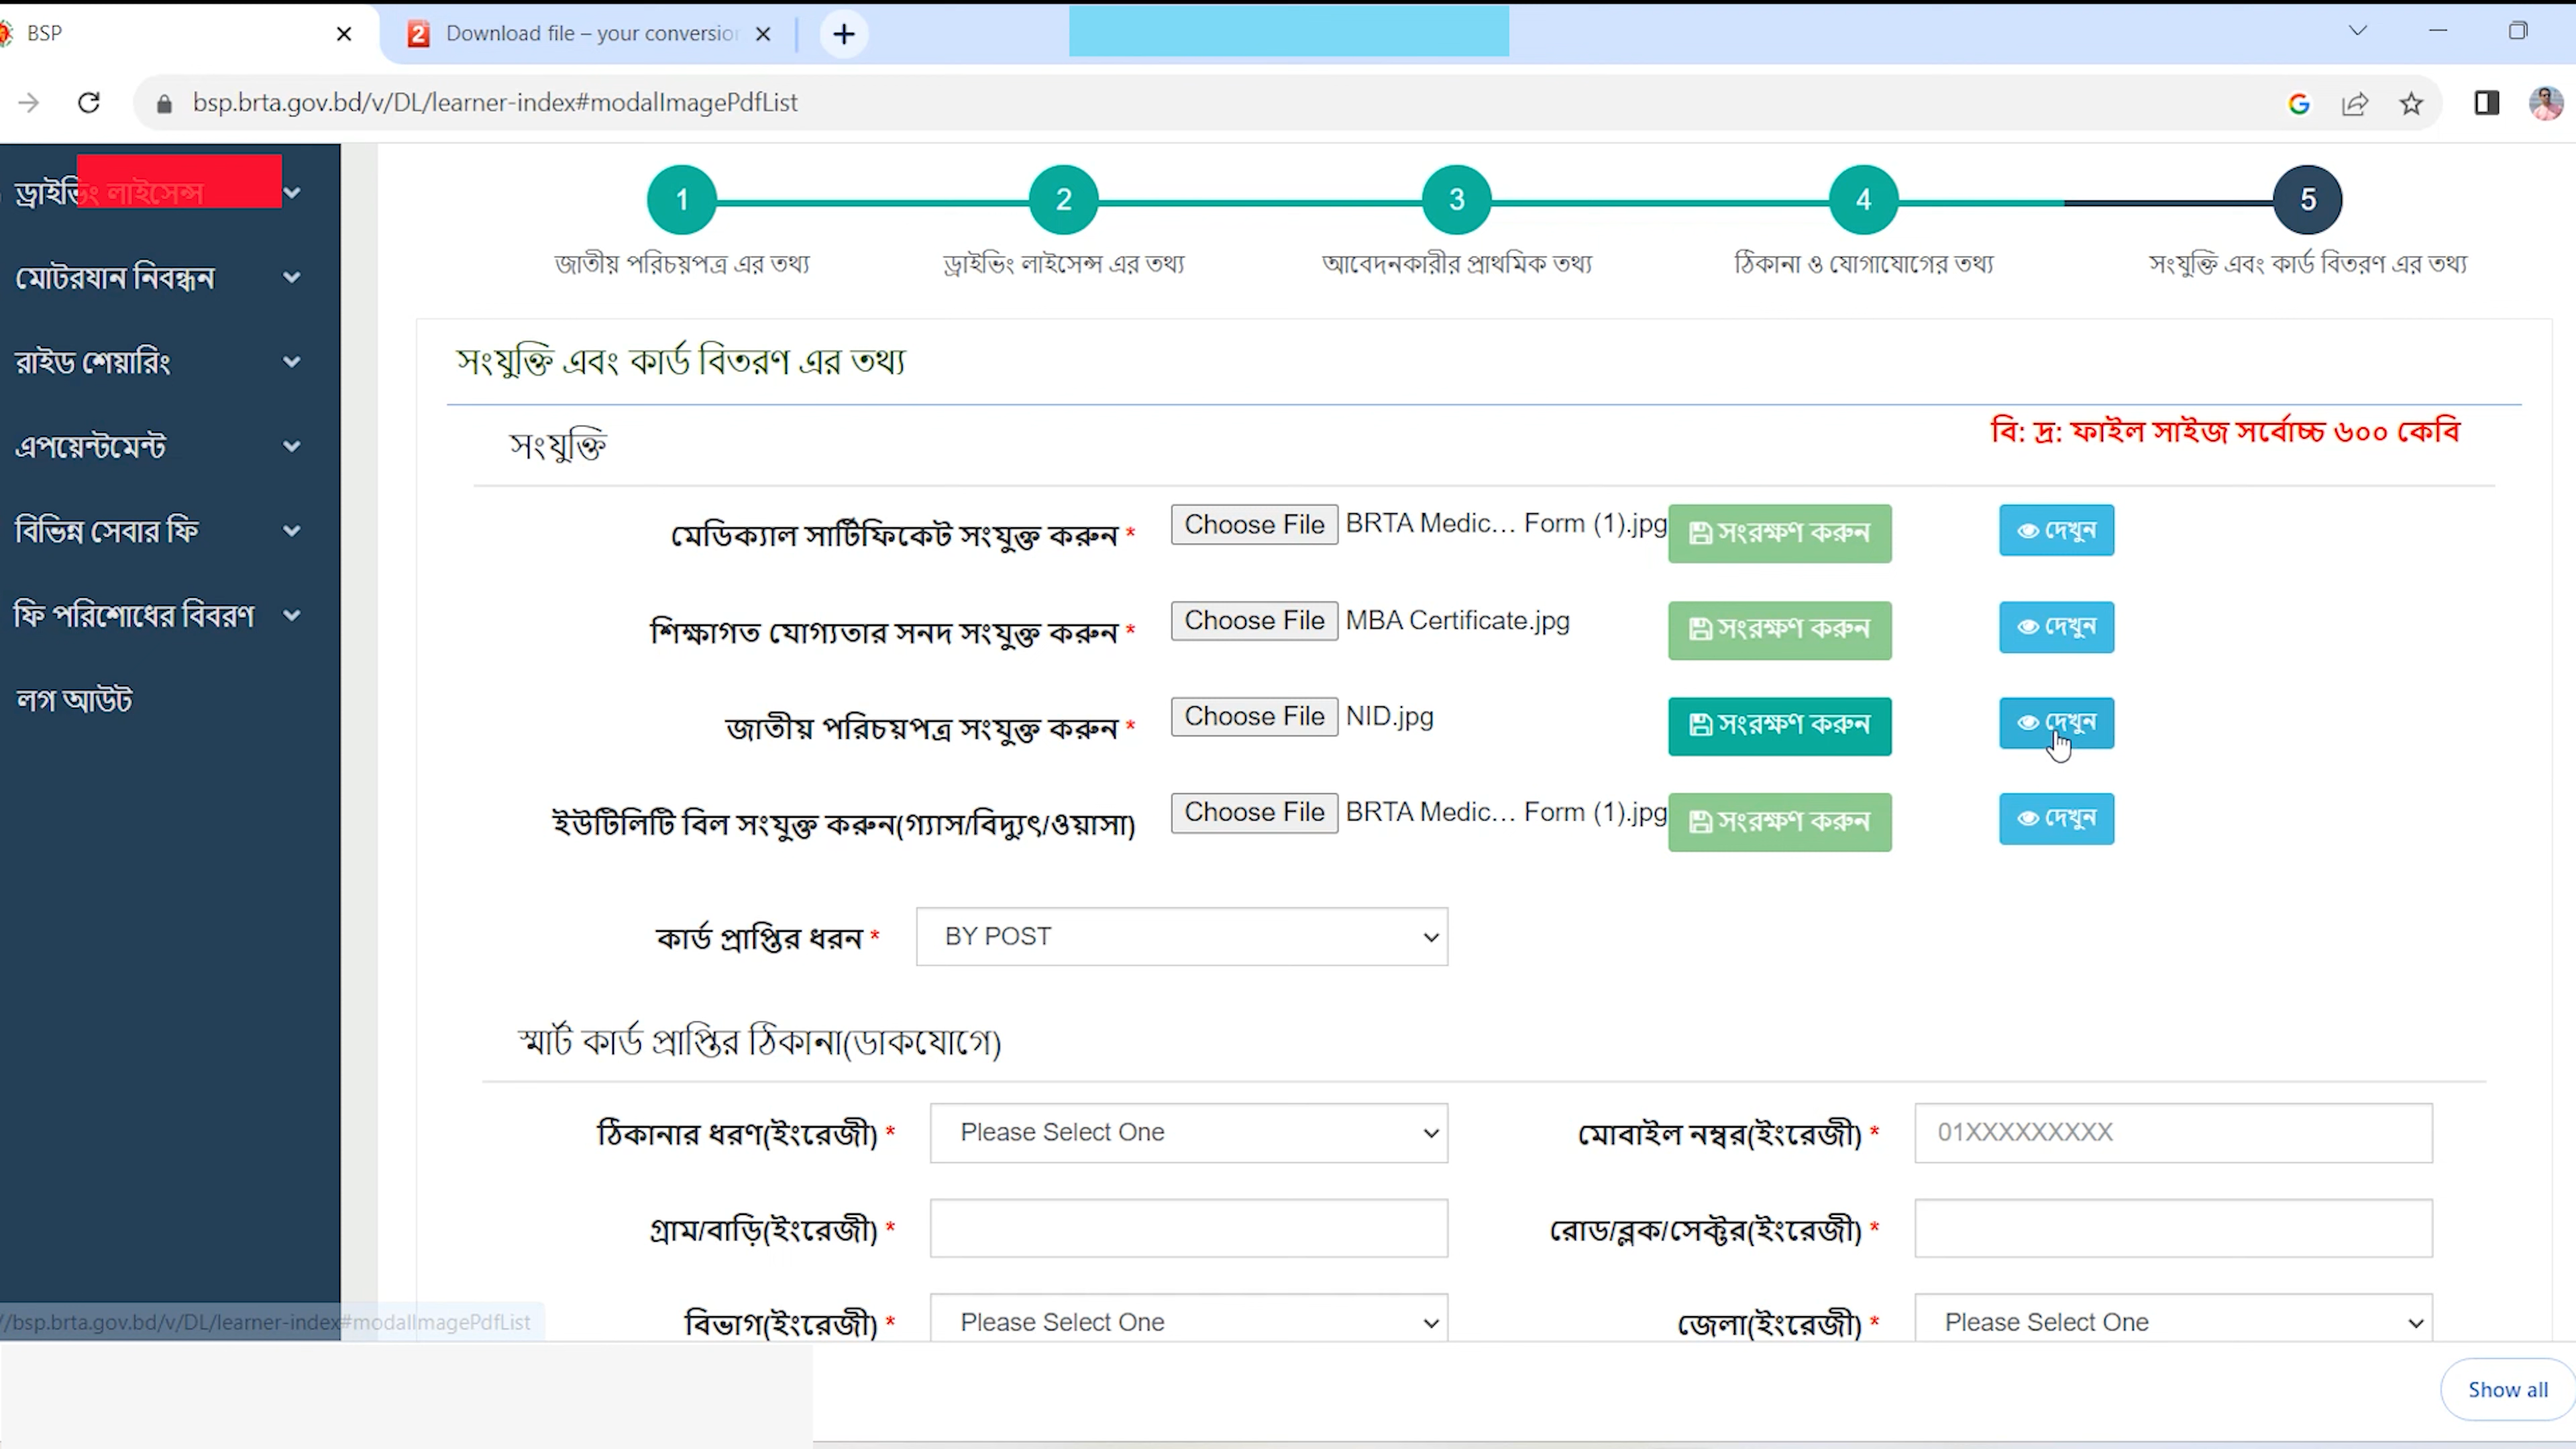 BSP
Download file – your conversion
bsp.brta.gov.bd/v/DL/learner-index#modalImagePdfList
ড্রাইভিং লাইসেন্স
মোটরযান নিবন্ধন
রাইড শেয়ারিং
এপয়েন্টমেন্ট
বিভিন্ন সেবার ফি
ফি পরিশোধের বিবরণ
লগ আউট
1 2 3 4 5
জাতীয় পরিচয়পত্র এর তথ্য ড্রাইভিং লাইসেন্স এর তথ্য আবেদনকারীর প্রাথমিক তথ্য ঠিকানা ও যোগাযোগের তথ্য সংযুক্তি এবং কার্ড বিতরণ এর তথ্য
সংযুক্তি এবং কার্ড বিতরণ এর তথ্য
সংযুক্তি
বি: দ্র: ফাইল সাইজ সর্বোচ্চ ৬০০ কেবি
মেডিক্যাল সার্টিফিকেট সংযুক্ত করুন * Choose File BRTA Medic... Form (1).jpg সংরক্ষণ করুন দেখুন
শিক্ষাগত যোগ্যতার সনদ সংযুক্ত করুন * Choose File MBA Certificate.jpg সংরক্ষণ করুন দেখুন
জাতীয় পরিচয়পত্র সংযুক্ত করুন * Choose File NID.jpg সংরক্ষণ করুন দেখুন
ইউটিলিটি বিল সংযুক্ত করুন(গ্যাস/বিদ্যুৎ/ওয়াসা) Choose File BRTA Medic... Form (1).jpg সংরক্ষণ করুন দেখুন
কার্ড প্রাপ্তির ধরন * BY POST
স্মার্ট কার্ড প্রাপ্তির ঠিকানা(ডাকযোগে)
ঠিকানার ধরণ(ইংরেজী) * Please Select One মোবাইল নম্বর(ইংরেজী) * 01XXXXXXXXX
গ্রাম/বাড়ি(ইংরেজী) * রোড/ব্লক/সেক্টর(ইংরেজী) *
বিভাগ(ইংরেজী) * Please Select One জেলা(ইংরেজী) * Please Select One
//bsp.brta.gov.bd/v/DL/learner-index#modalImagePdfList
Show all